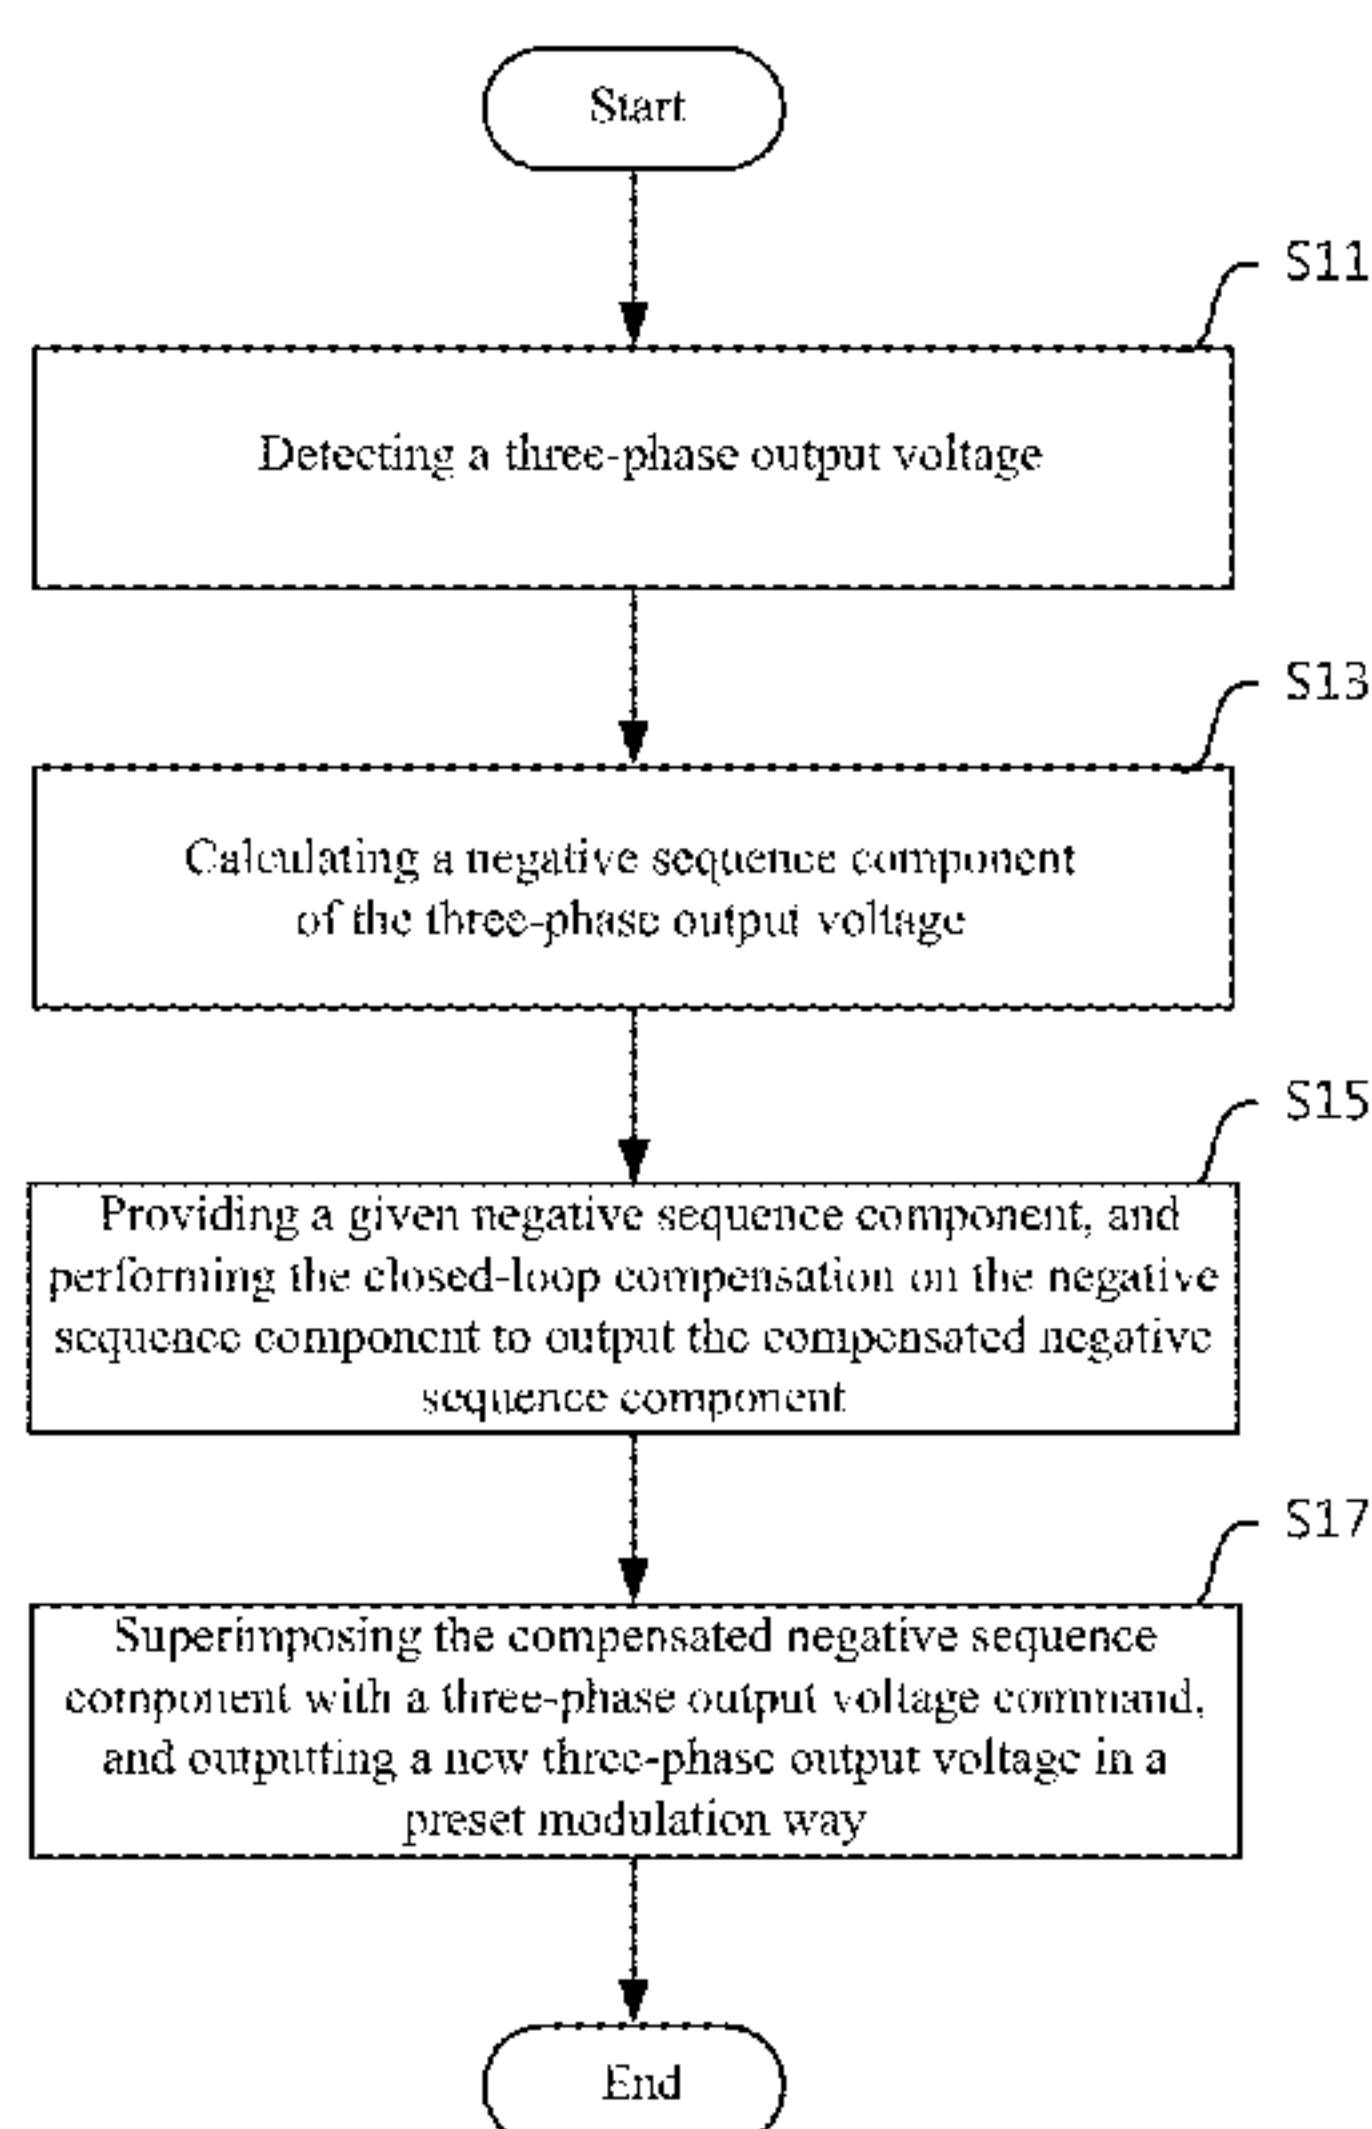 Start
S11
Detecting a three-phase output voltage
S13
Calculating a negative sequence component
of the three-phase output voltage
S15
Providing a given negative sequence component, and
performing the closed-loop compensation on the negative
sequence component to output the compensated negative
sequence component
S17
Superimposing the compensated negative sequence
component with a three-phase output voltage command,
and outputting a new three-phase output voltage in a
preset modulation way
End